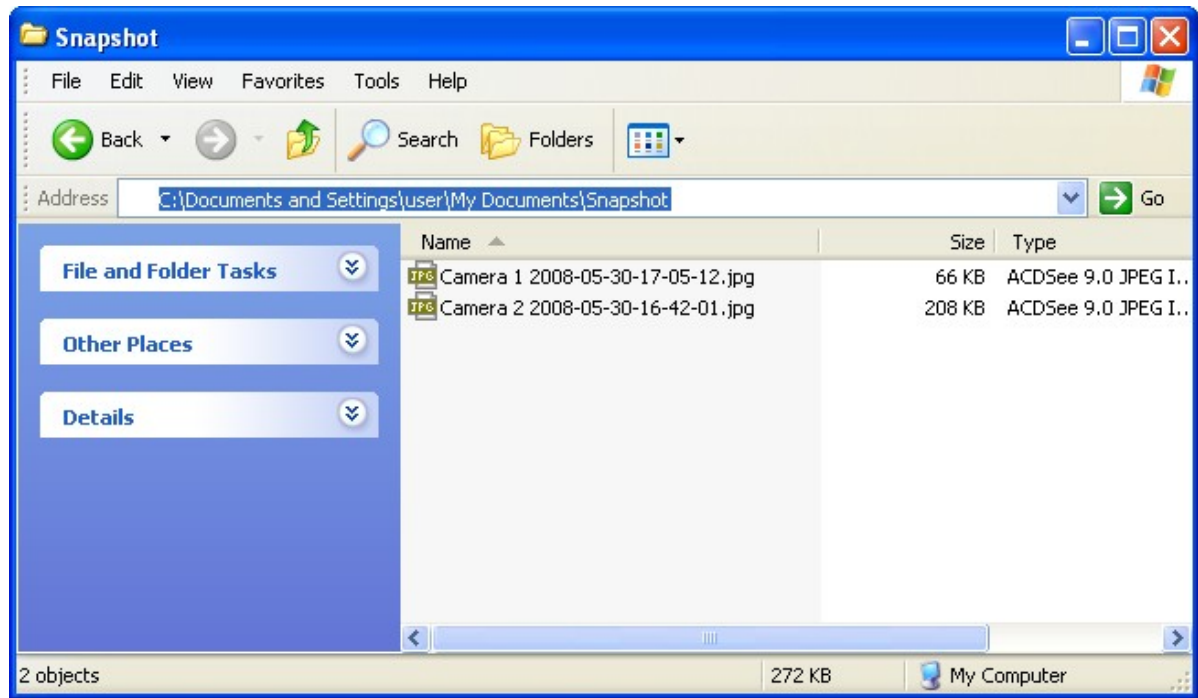 Snapshot
File Edit View Favorites Tools Help
Back Search Folders
Address C:\Documents and Settings\user\My Documents\Snapshot Go
File and Folder Tasks
Other Places
Details
Name Size Type
JPG Camera 1 2008-05-30-17-05-12.jpg 66 KB ACDSee 9.0 JPEG I..
JPG Camera 2 2008-05-30-16-42-01.jpg 208 KB ACDSee 9.0 JPEG I..
2 objects 272 KB My Computer